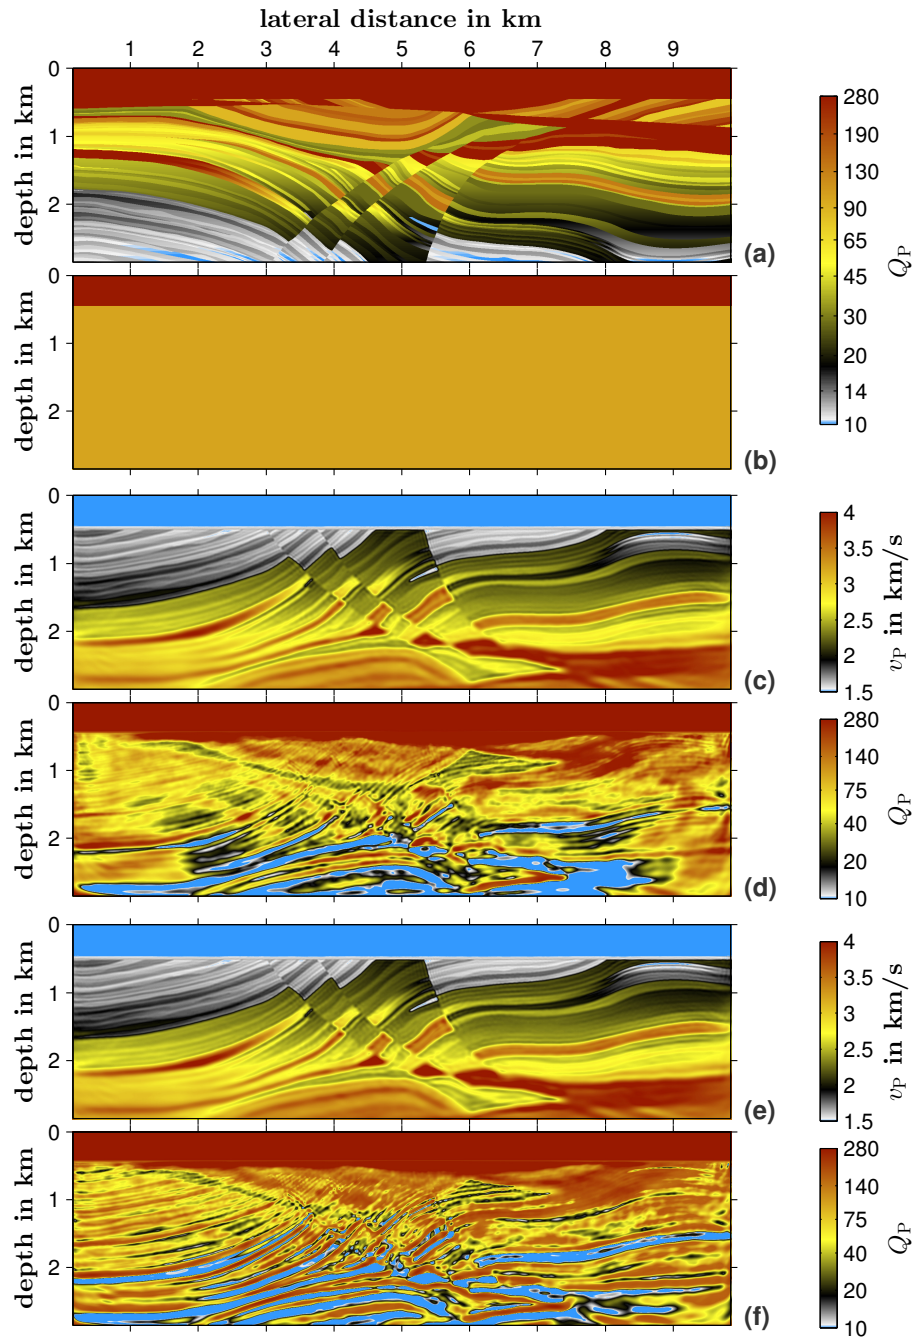 lateral distance in km
1 2 3 4 5 6 7 8 9
depth in km
0
1
2
(a)
280
190
130
90
65
45
30
20
14
10
Q_P
depth in km
0
1
2
(b)
depth in km
0
1
2
(c)
4
3.5
3
2.5
2
1.5
v_P in km/s
depth in km
0
1
2
(d)
280
140
75
40
20
10
Q_P
depth in km
0
1
2
(e)
4
3.5
3
2.5
2
1.5
v_P in km/s
depth in km
0
1
2
(f)
280
140
75
40
20
10
Q_P